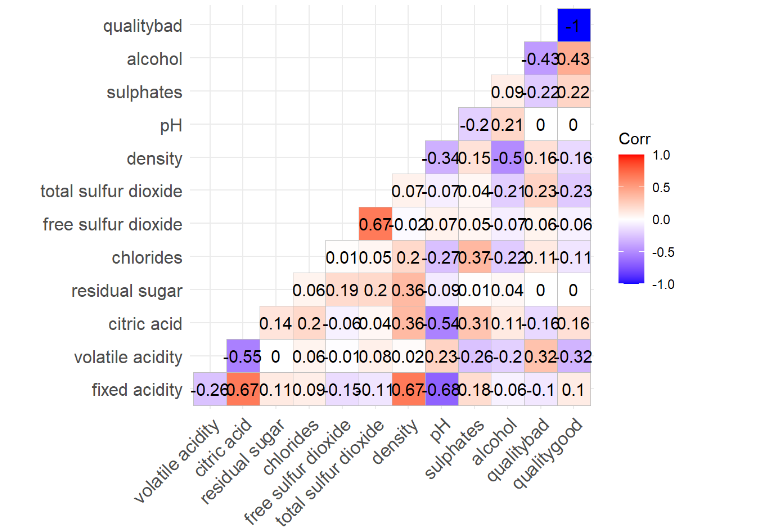 qualitybad -1
alcohol -0.43 0.43
sulphates 0.09 -0.22 0.22
pH -0.2 0.21 0 0
density -0.34 0.15 -0.5 0.16 -0.16
total sulfur dioxide 0.07 -0.07 0.04 -0.21 0.23 -0.23
free sulfur dioxide 0.67 -0.02 0.07 0.05 -0.07 0.06 -0.06
chlorides 0.01 0.05 0.2 -0.27 0.37 -0.22 0.11 -0.11
residual sugar 0.06 0.19 0.2 0.36 -0.09 0.01 0.04 0 0
citric acid 0.14 0.2 -0.06 0.04 0.36 -0.54 0.31 0.11 -0.16 0.16
volatile acidity -0.55 0 0.06 -0.01 0.08 0.02 0.23 -0.26 -0.2 0.32 -0.32
fixed acidity -0.26 0.67 0.11 0.09 -0.15 -0.11 0.67 -0.68 0.18 -0.06 -0.1 0.1
volatile acidity
citric acid
residual sugar
chlorides
free sulfur dioxide
total sulfur dioxide
density
pH
sulphates
alcohol
qualitybad
qualitygood
Corr
1.0
0.5
0.0
-0.5
-1.0